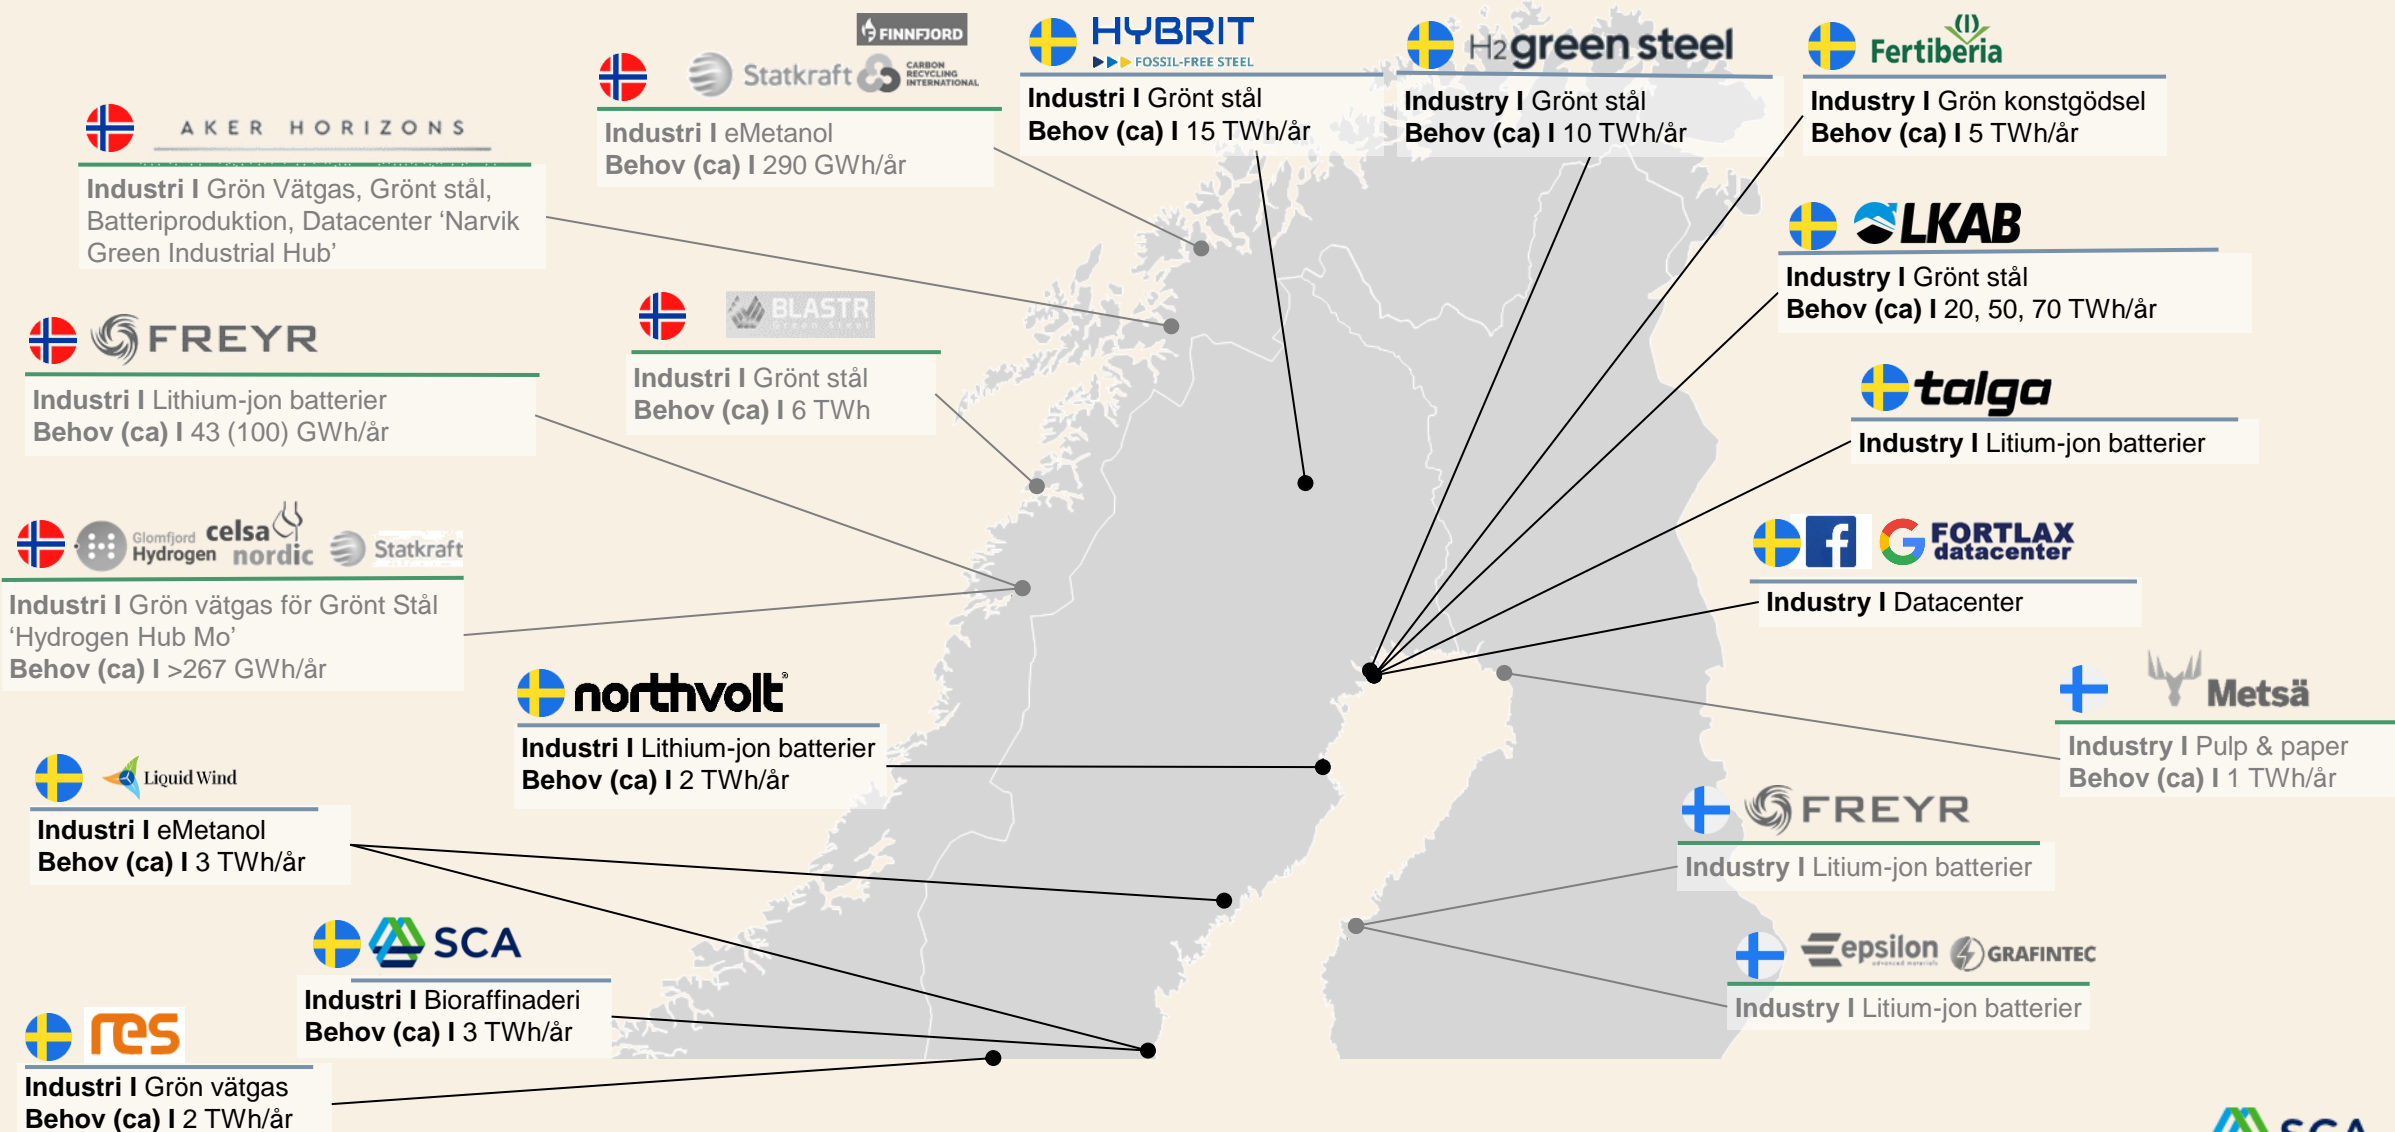 FINNFJORD
Statkraft
CARBON
RECYCLING
INTERNATIONAL
Industri I eMetanol
Behov (ca) I 290 GWh/år
HYBRIT
FOSSIL-FREE STEEL
Industri I Grönt stål
Behov (ca) I 15 TWh/år
H2 green steel
Industry I Grönt stål
Behov (ca) I 10 TWh/år
Fertiberia
Industry I Grön konstgödsel
Behov (ca) I 5 TWh/år
AKER HORIZONS
Industri I Grön Vätgas, Grönt stål,
Batteriproduktion, Datacenter ‘Narvik
Green Industrial Hub’
LKAB
Industry I Grönt stål
Behov (ca) I 20, 50, 70 TWh/år
FREYR
Industri I Lithium-jon batterier
Behov (ca) I 43 (100) GWh/år
BLASTR
Green Steel
Industri I Grönt stål
Behov (ca) I 6 TWh
talga
Industry I Litium-jon batterier
Glomfjord
Hydrogen
celsa
nordic
Statkraft
Industri I Grön vätgas för Grönt Stål
‘Hydrogen Hub Mo’
Behov (ca) I >267 GWh/år
f G FORTLAX
datacenter
Industry I Datacenter
northvolt
Industri I Lithium-jon batterier
Behov (ca) I 2 TWh/år
Metsä
Industry I Pulp & paper
Behov (ca) I 1 TWh/år
Liquid Wind
Industri I eMetanol
Behov (ca) I 3 TWh/år
FREYR
Industry I Litium-jon batterier
SCA
Industri I Bioraffinaderi
Behov (ca) I 3 TWh/år
epsilon
advanced materials
GRAFINTEC
Industry I Litium-jon batterier
res
Industri I Grön vätgas
Behov (ca) I 2 TWh/år
SCA